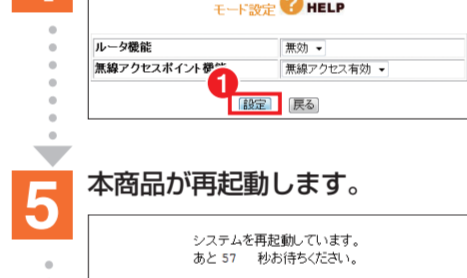 モード設定 ? HELP
ルータ機能 無効
無線アクセスポイント機能 無線アクセス有効
1
設定 戻る
5 本商品が再起動します。
システムを再起動しています。
あと 57 秒お待ちください。